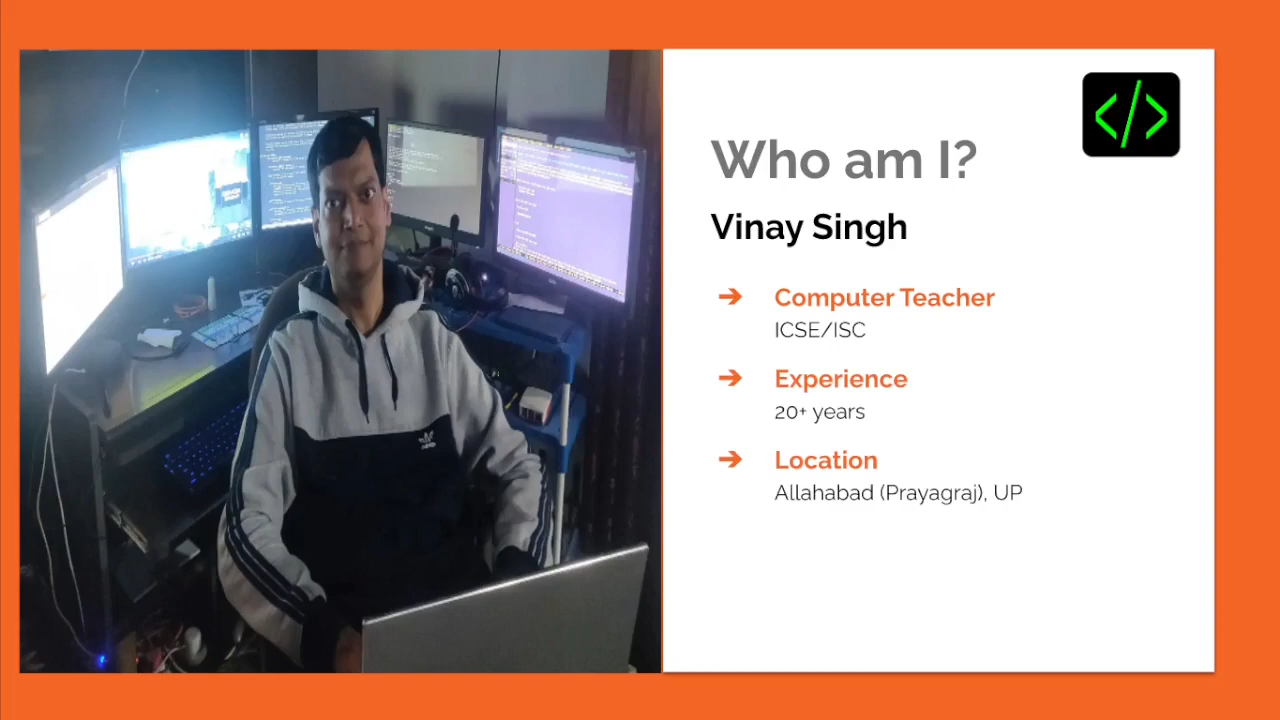 Who am I?
Vinay Singh
➔ Computer Teacher
ICSE/ISC
➔ Experience
20+ years
➔ Location
Allahabad (Prayagraj), UP
</>